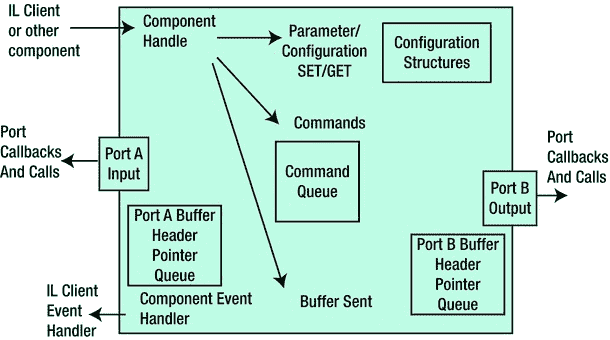 IL Client
or other
component
Component
Handle
Parameter/
Configuration
SET/GET
Configuration
Structures
Commands
Command
Queue
Port
Callbacks
And Calls
Port A
Input
Port
Callbacks
And Calls
Port B
Output
Port A Buffer
Header
Pointer
Queue
Port B Buffer
Header
Pointer
Queue
IL Client
Event
Handler
Component Event
Handler
Buffer Sent